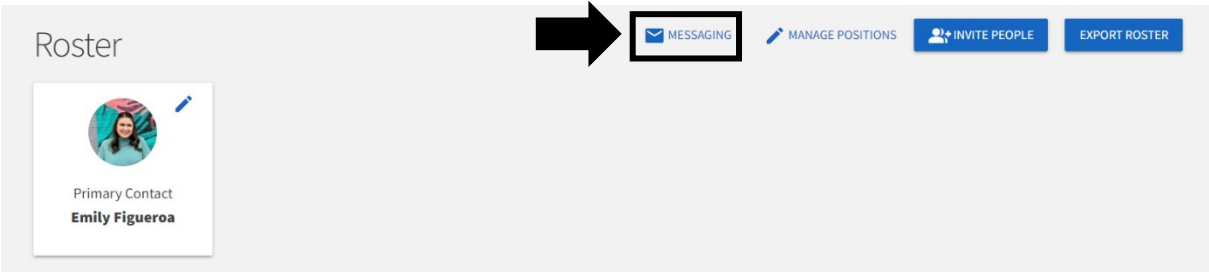 Roster
MESSAGING
MANAGE POSITIONS
INVITE PEOPLE
EXPORT ROSTER
Primary Contact
Emily Figueroa